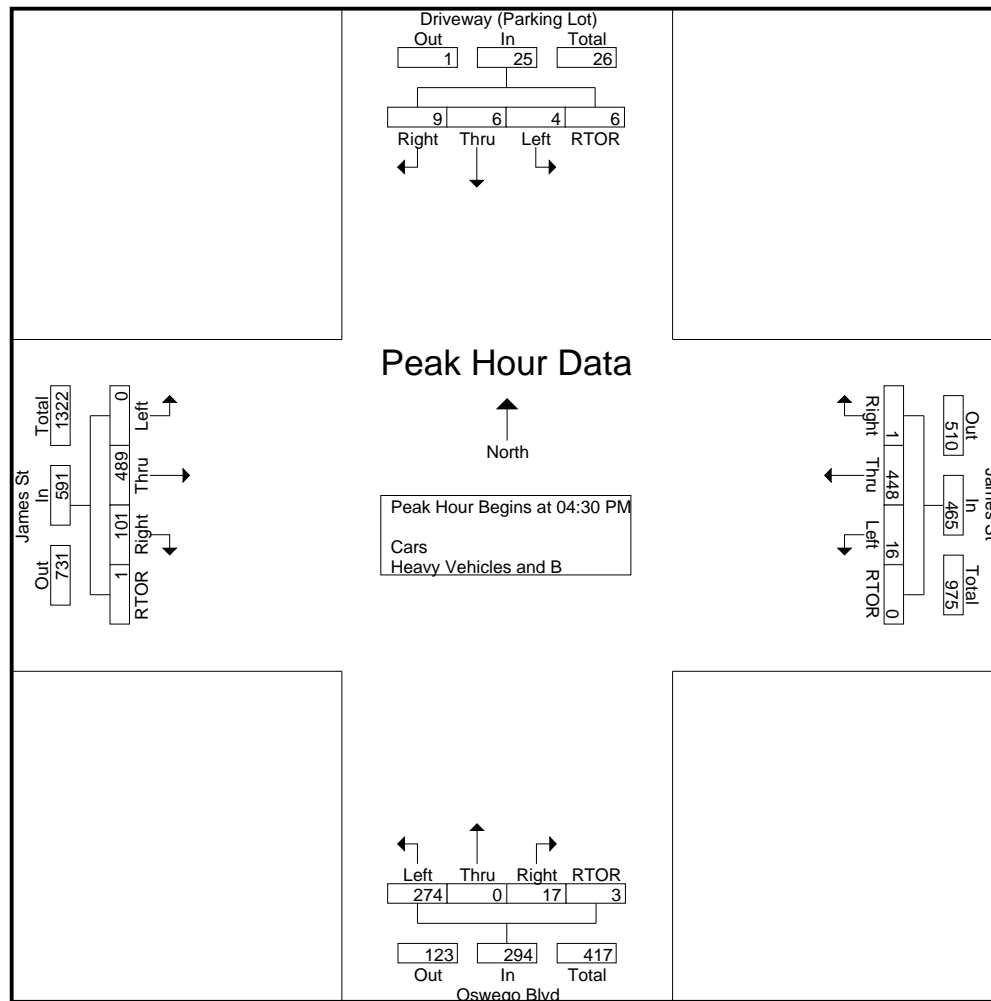 Driveway (Parking Lot)
Out In Total
1 25 26
9 6 4 6
Right Thru Left RTOR
Peak Hour Data
North
Peak Hour Begins at 04:30 PM
Cars
Heavy Vehicles and B
James St
Total In Out
1322 591 731
0 489 101 1
Left Thru Right RTOR
Right Thru Left RTOR
1 448 16 0
Out In Total
510 465 975
James St
Left Thru Right RTOR
274 0 17 3
123 294 417
Out In Total
Oswego Blvd